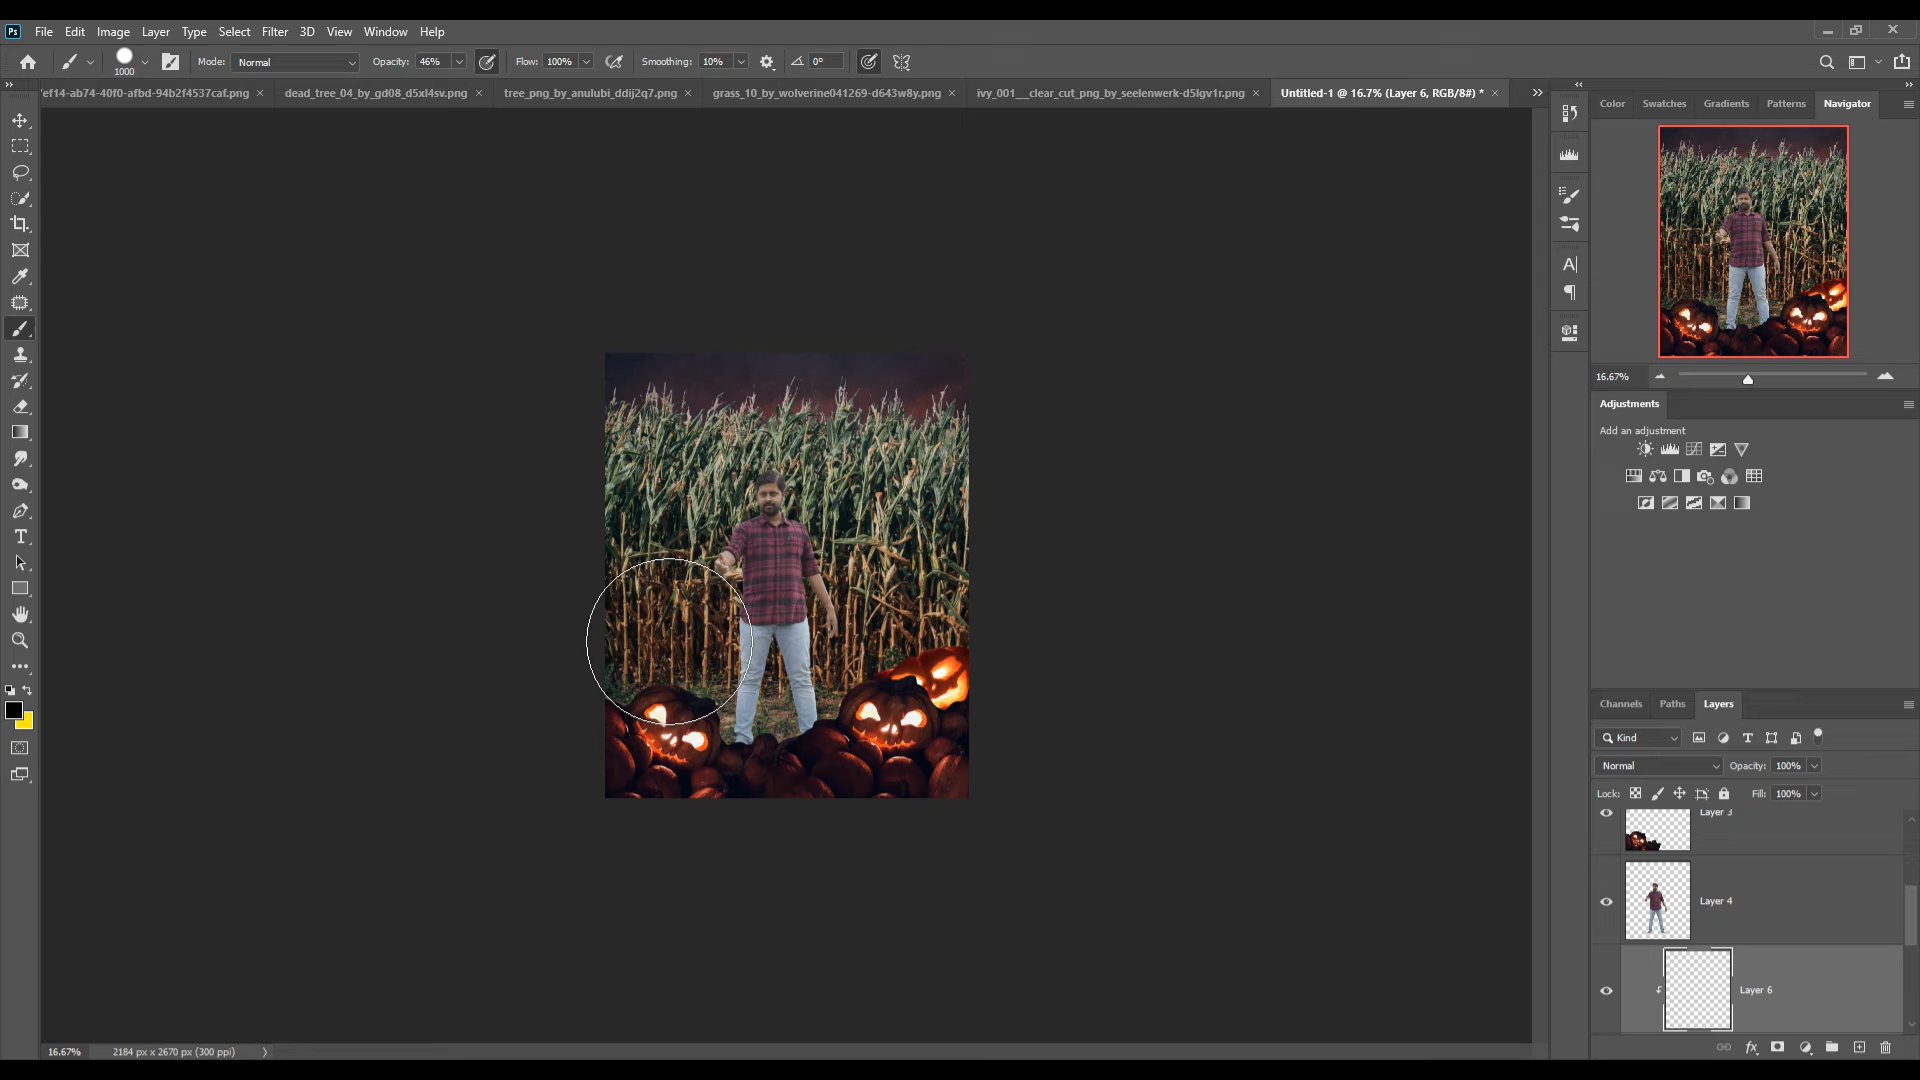 Ps File Edit Image Layer Type Select Filter 3D View Window Help
1000 Mode: Normal Opacity: 46% Flow: 100% Smoothing: 10% 0°
'ef14-ab74-40f0-afbd-94b2f4537caf.png × dead_tree_04_by_gd08_d5xl4sv.png × tree_png_by_anulubi_ddij2q7.png × grass_10_by_wolverine041269-d643w8y.png × ivy_001__clear_cut_png_by_seelenwerk-d5lgv1r.png × Untitled-1 @ 16.7% (Layer 6, RGB/8#) * ×
Color Swatches Gradients Patterns Navigator
16.67%
Adjustments
Add an adjustment
Channels Paths Layers
Kind
Normal Opacity: 100%
Lock: Fill: 100%
Layer 3
Layer 4
Layer 6
16.67% 2184 px x 2670 px (300 ppi)